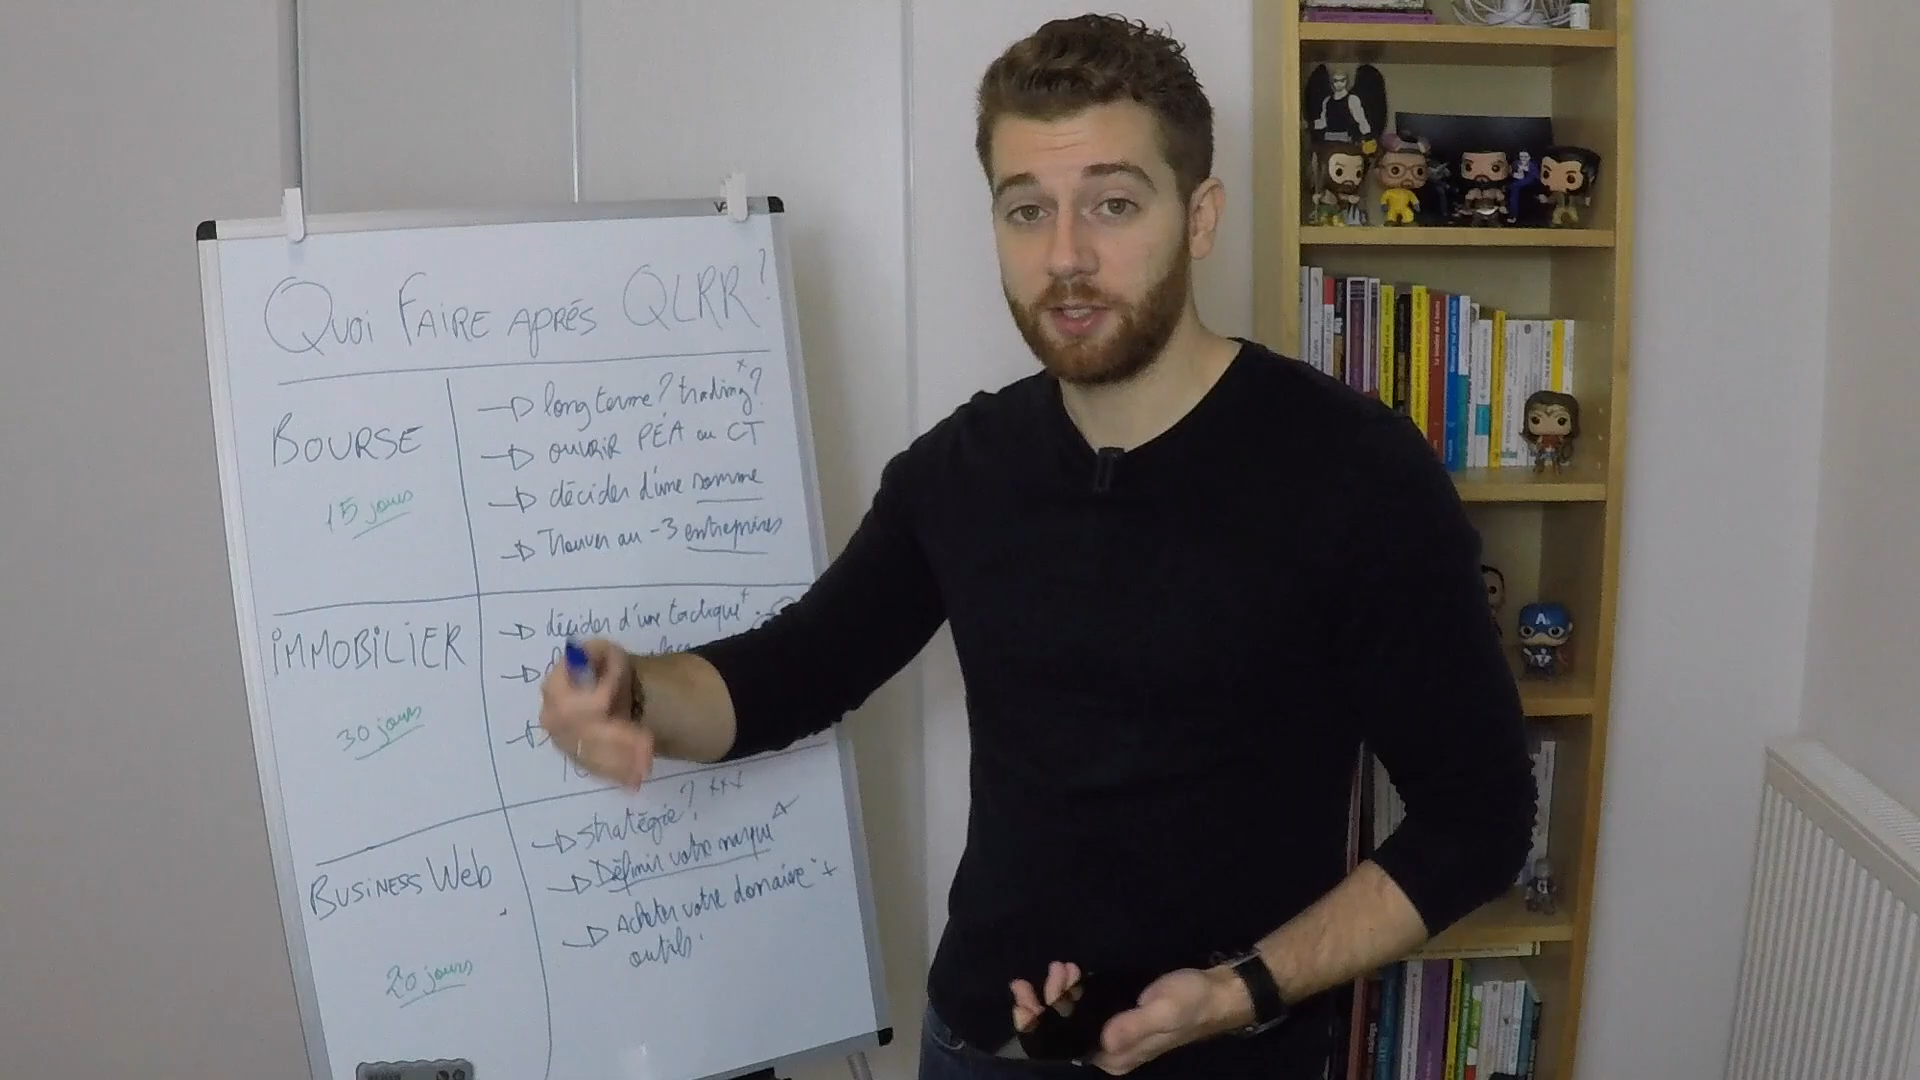 Quoi FAIRE APRÈS QLRR?
BOURSE
15 jours
long terme? trading?
ouvrir PÉA ou CT
décider d'une somme
Trouver au -3 entreprises
iMMOBiLiER
30 jours
décider d'une tactique
BUSiNESS Web
20 jours
stratégie?
Définir votre marque
Acheter votre domaine +
outils